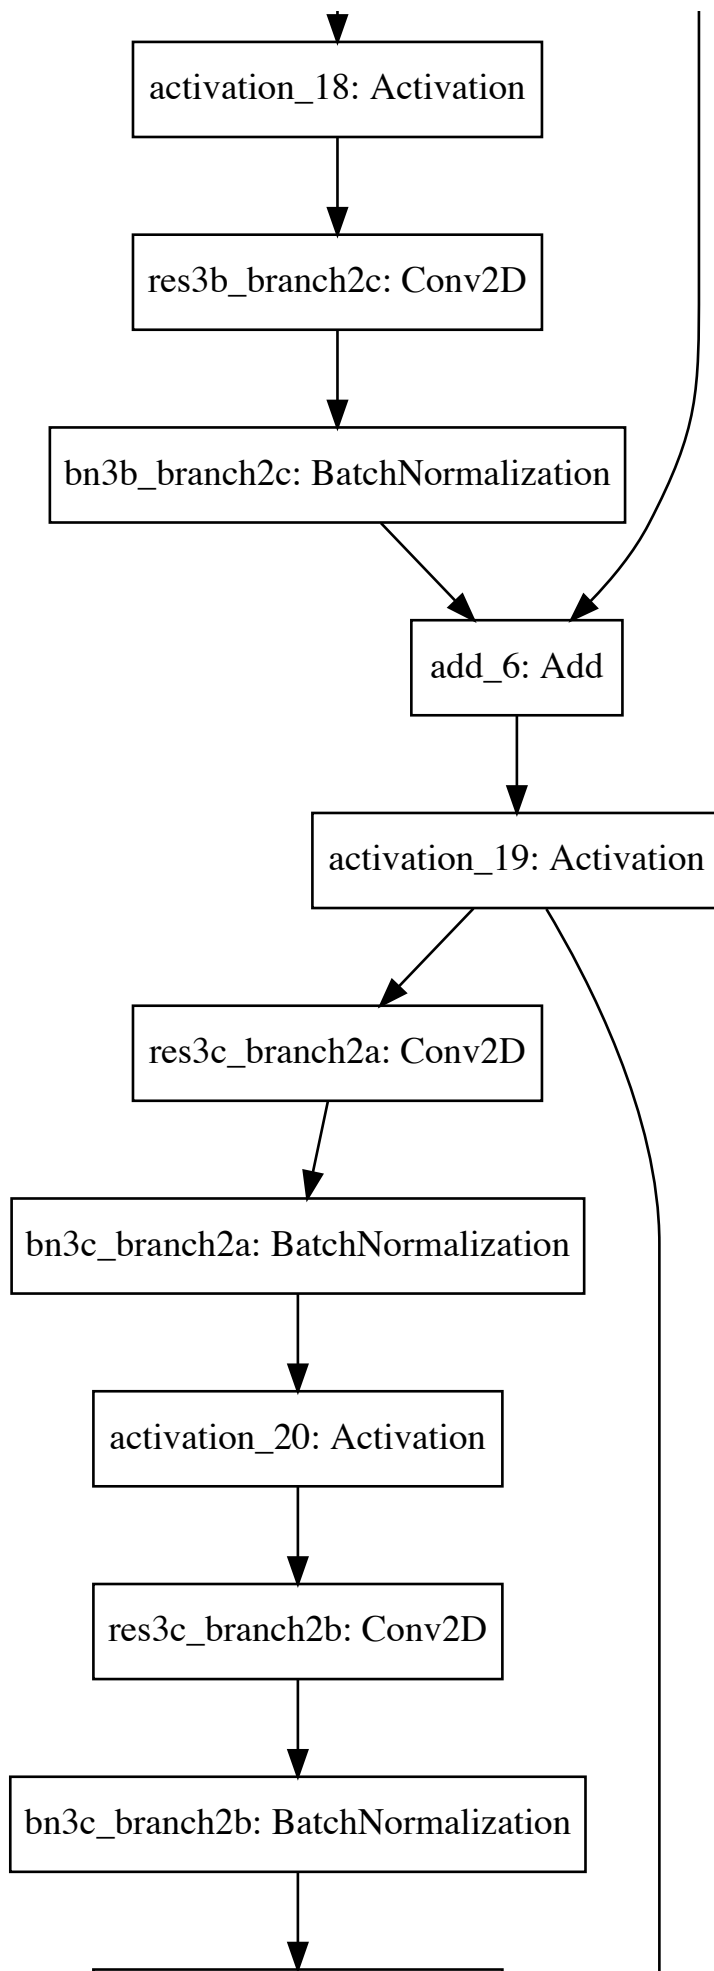 activation_18: Activation
res3b_branch2c: Conv2D
bn3b_branch2c: BatchNormalization
add_6: Add
activation_19: Activation
res3c_branch2a: Conv2D
bn3c_branch2a: BatchNormalization
activation_20: Activation
res3c_branch2b: Conv2D
bn3c_branch2b: BatchNormalization